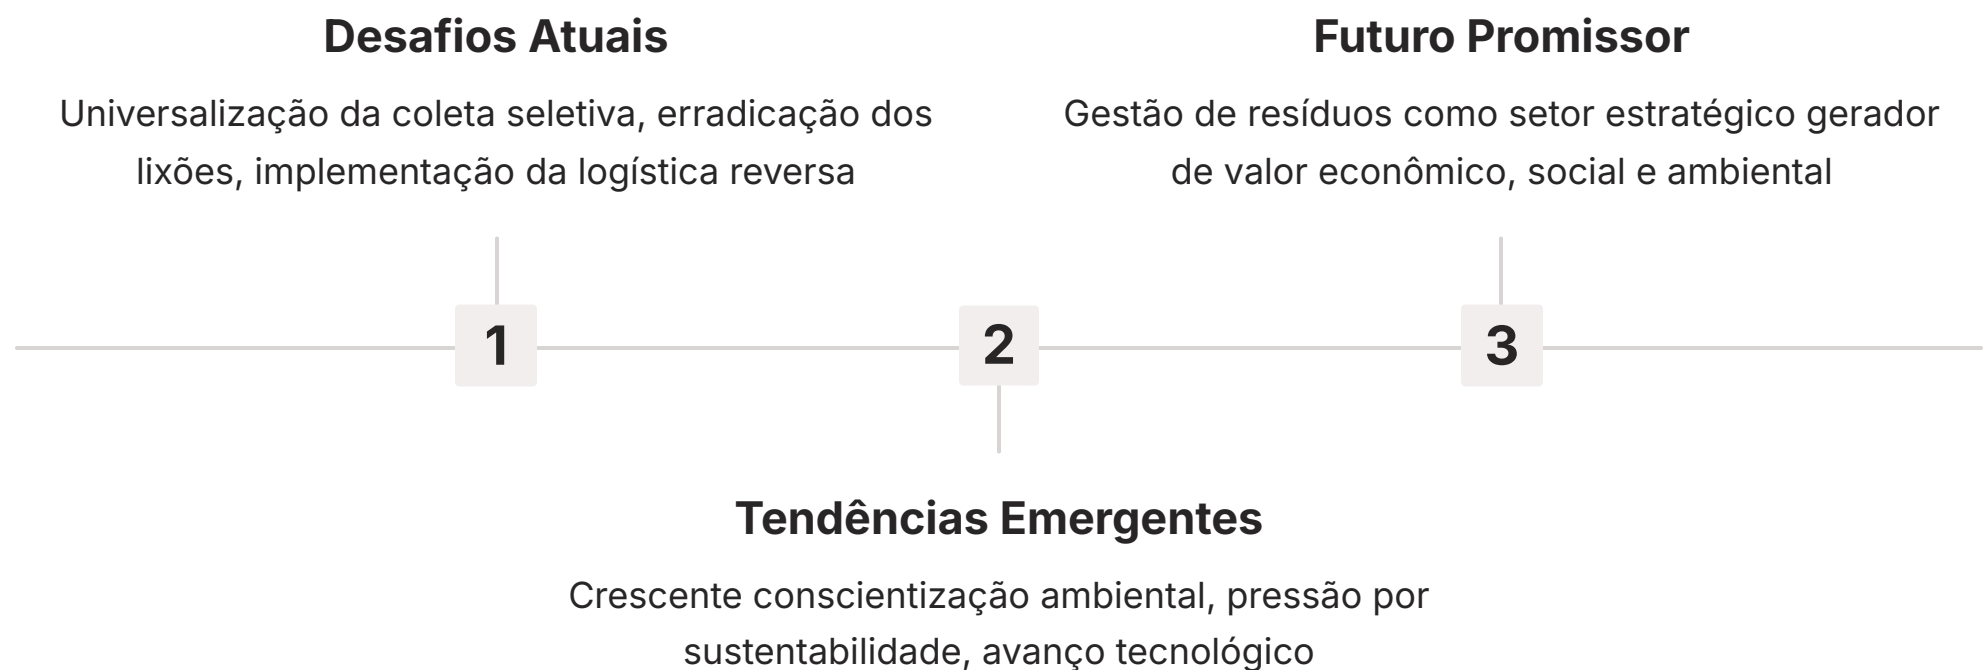 Desafios Atuais
Universalização da coleta seletiva, erradicação dos
lixões, implementação da logística reversa
Futuro Promissor
Gestão de resíduos como setor estratégico gerador
de valor econômico, social e ambiental
1
2
3
Tendências Emergentes
Crescente conscientização ambiental, pressão por
sustentabilidade, avanço tecnológico